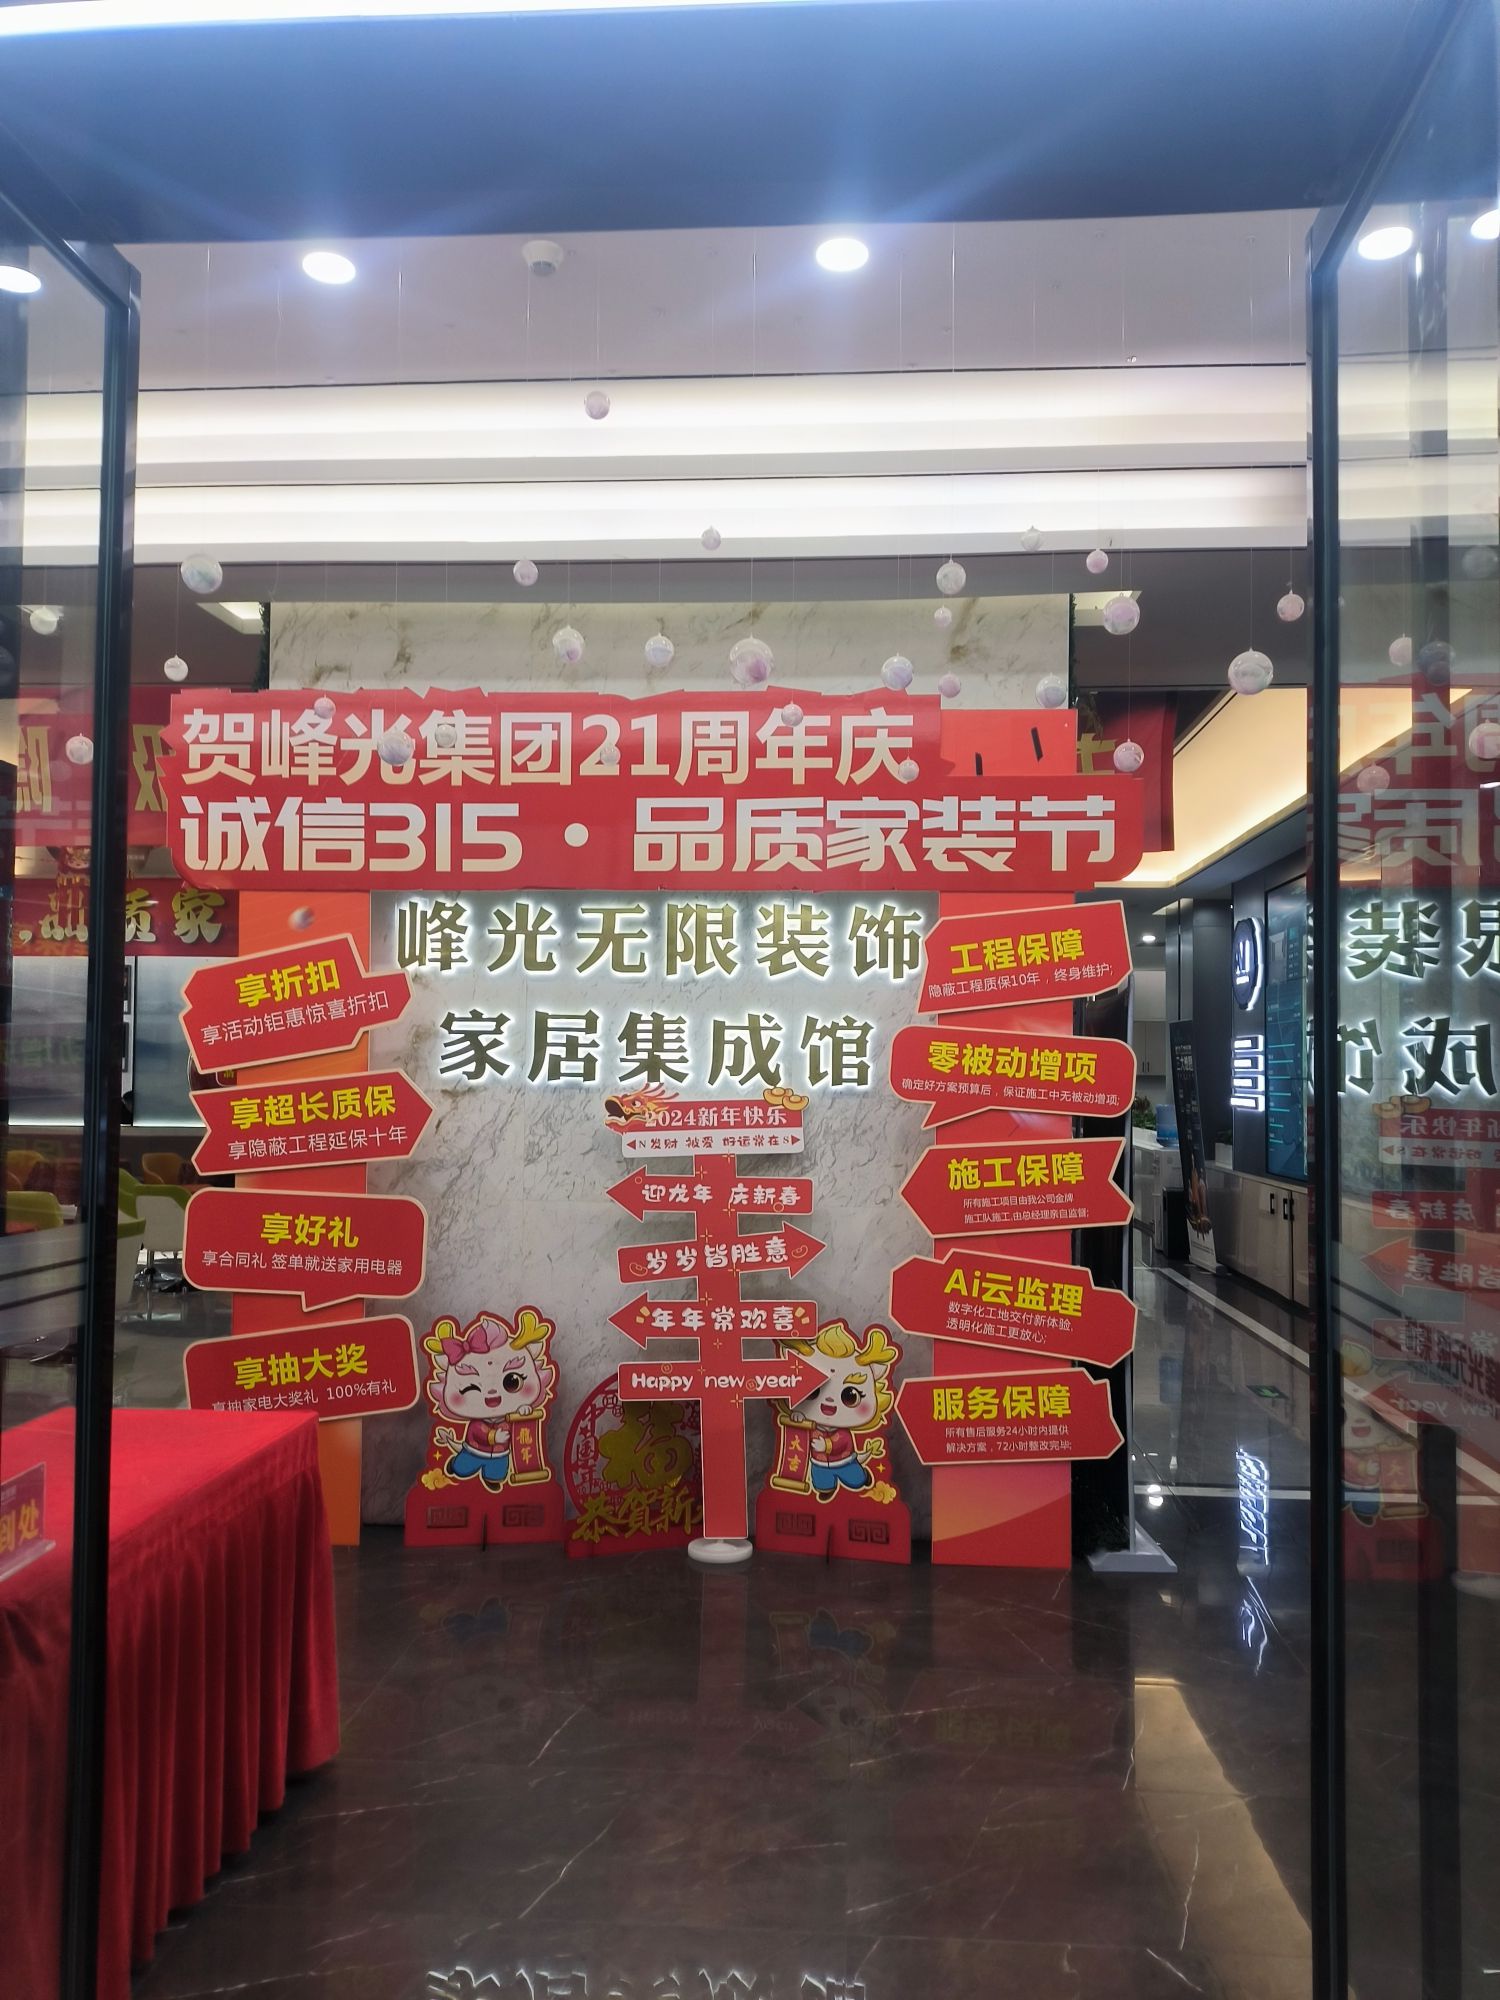 贺峰光集团21周年庆
诚信315·品质家装节
峰光无限装饰
家居集成馆
享折扣
享活动钜惠惊喜折扣
享超长质保
享隐蔽工程延保十年
享好礼
享合同礼 签单就送家用电器
享抽大奖
享抽家电大奖礼 100%有礼
2024新年快乐
N 发财 被爱 好运常在 S
迎龙年 庆新春
岁岁皆胜意
年年常欢喜
Happy new year
龍年
大吉
福
恭贺新
工程保障
隐蔽工程质保10年，终身维护;
零被动增项
确定好方案预算后，保证施工中无被动增项;
施工保障
所有施工项目由我公司金牌
施工队施工,由总经理亲自监督;
Ai云监理
数字化工地交付新体验,
透明化施工更放心;
服务保障
所有售后服务24小时内提供
解决方案，72小时整改完毕;
品质家